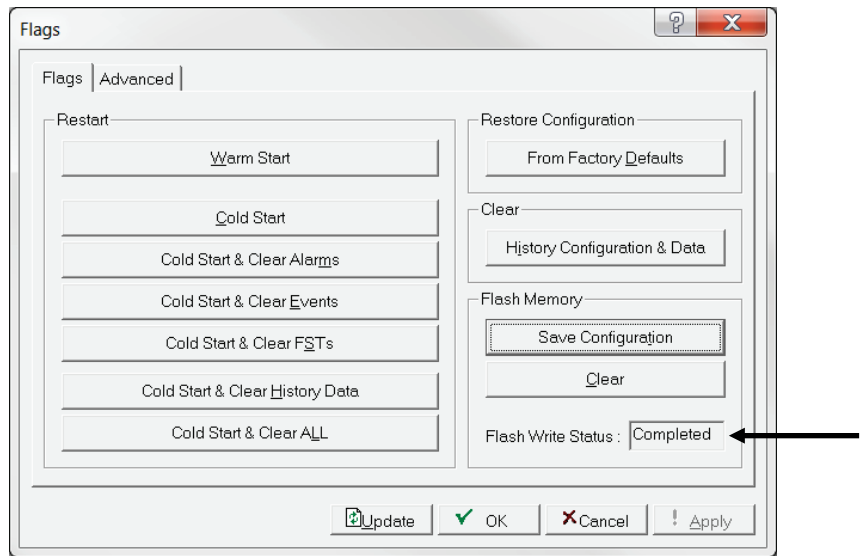 Flags
Flags
Advanced
Restart
Warm Start
Cold Start
Cold Start & Clear Alarms
Cold Start & Clear Events
Cold Start & Clear FSTs
Cold Start & Clear History Data
Cold Start & Clear ALL
Restore Configuration
From Factory Defaults
Clear
History Configuration & Data
Flash Memory
Save Configuration
Clear
Flash Write Status : Completed
Update
OK
Cancel
Apply